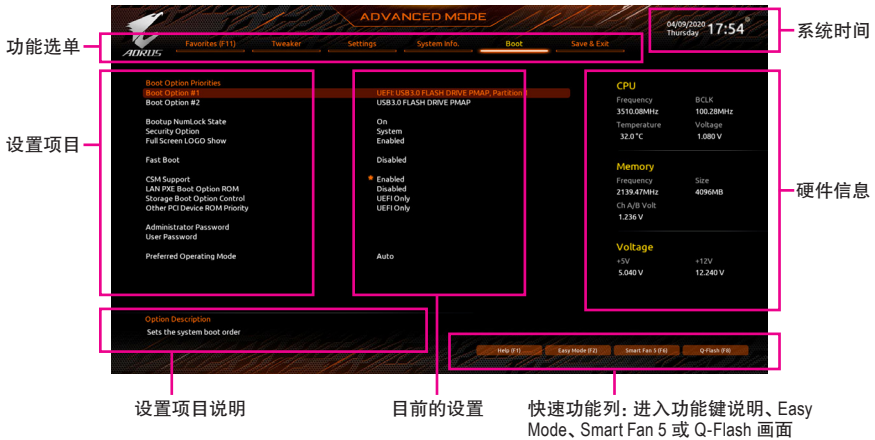 ADVANCED MODE
04/09/2020
Thursday
17:54
系统时间
功能选单
AORUS
Favorites (F11)
Tweaker
Settings
System Info.
Boot
Save & Exit
设置项目
Boot Option Priorities
Boot Option #1
UEFI: USB3.0 FLASH DRIVE PMAP, Partition 1
Boot Option #2
USB3.0 FLASH DRIVE PMAP
Bootup NumLock State
On
Security Option
System
Full Screen LOGO Show
Enabled
Fast Boot
Disabled
CSM Support
Enabled
LAN PXE Boot Option ROM
Disabled
Storage Boot Option Control
UEFI Only
Other PCI Device ROM Priority
UEFI Only
Administrator Password
User Password
Preferred Operating Mode
Auto
CPU
Frequency
BCLK
3510.08MHz
100.28MHz
Temperature
Voltage
32.0 °C
1.080 V
Memory
Frequency
Size
2139.47MHz
4096MB
Ch A/B Volt
1.236 V
Voltage
+5V
+12V
5.040 V
12.240 V
硬件信息
Option Description
Sets the system boot order
Help (F1)
Easy Mode (F2)
Smart Fan 5 (F6)
Q-Flash (F8)
设置项目说明
目前的设置
快速功能列: 进入功能键说明、Easy
Mode、Smart Fan 5 或 Q-Flash 画面